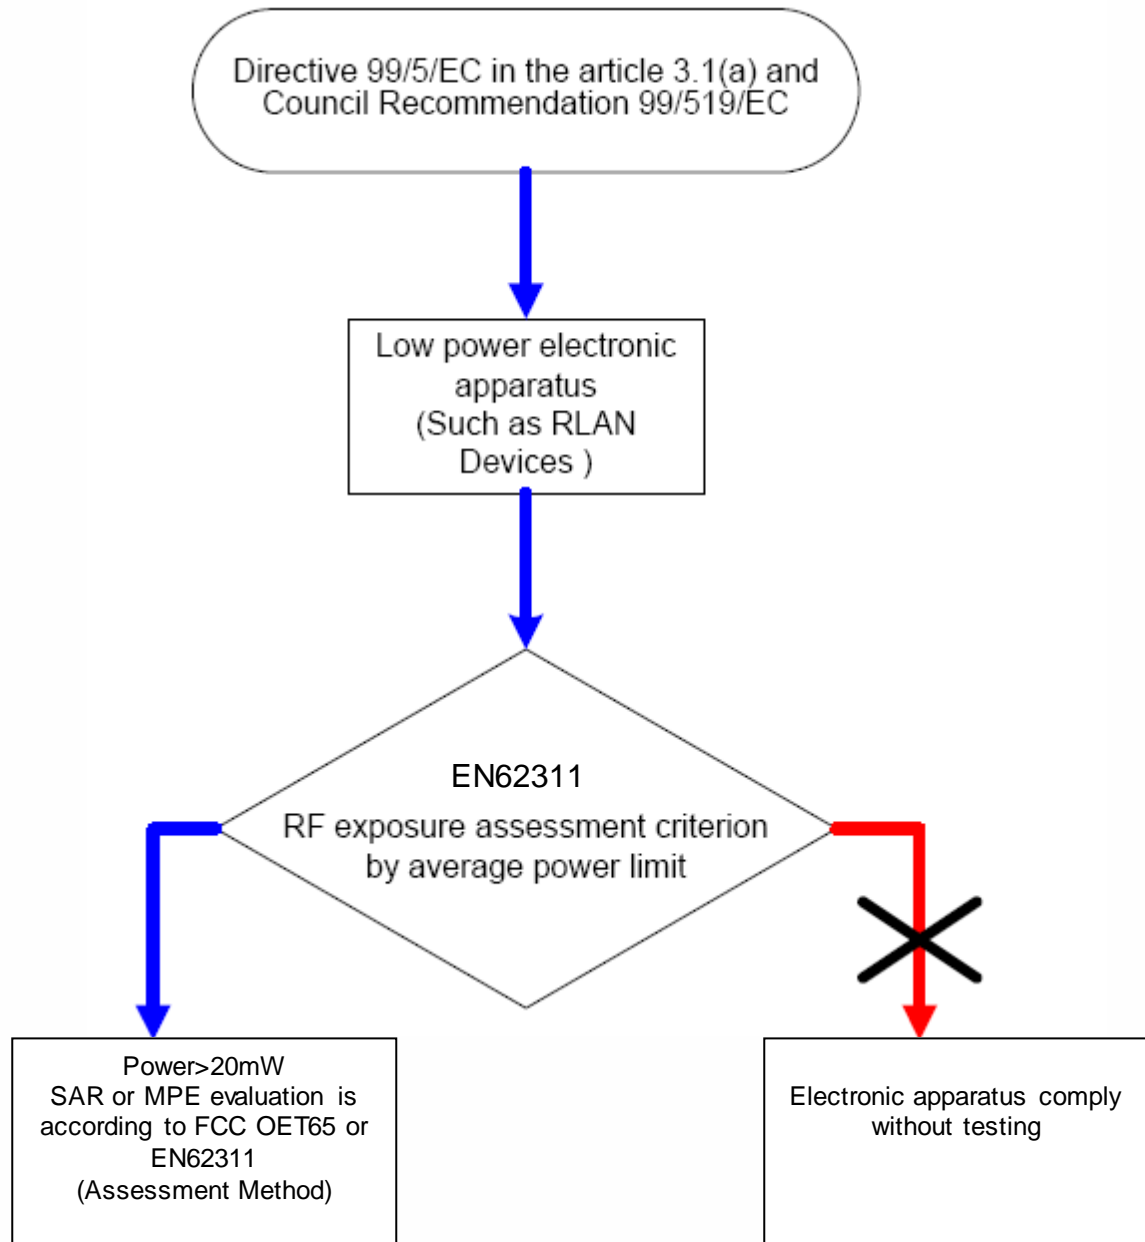 Directive 99/5/EC in the article 3.1(a) and
Council Recommendation 99/519/EC
Low power electronic
apparatus
(Such as RLAN
Devices )
EN62311
RF exposure assessment criterion
by average power limit
Power>20mW
SAR or MPE evaluation is
according to FCC OET65 or
EN62311
(Assessment Method)
Electronic apparatus comply
without testing